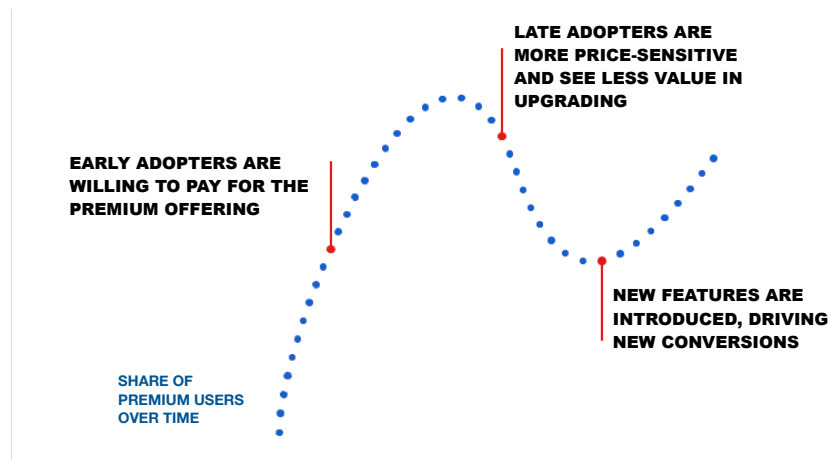 LATE ADOPTERS ARE
MORE PRICE-SENSITIVE
AND SEE LESS VALUE IN
UPGRADING
EARLY ADOPTERS ARE
WILLING TO PAY FOR THE
PREMIUM OFFERING
NEW FEATURES ARE
INTRODUCED, DRIVING
NEW CONVERSIONS
SHARE OF
PREMIUM USERS
OVER TIME